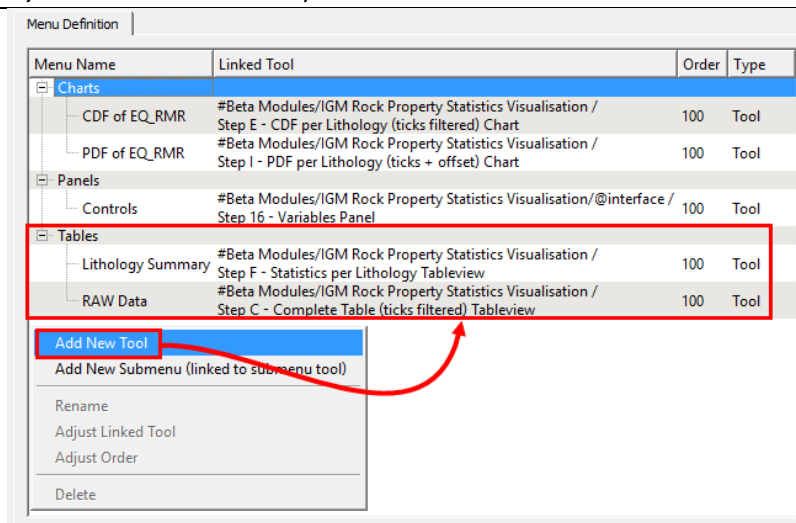 Menu Definition
Menu Name Linked Tool Order Type
Charts
CDF of EQ_RMR #Beta Modules/IGM Rock Property Statistics Visualisation / Step E - CDF per Lithology (ticks filtered) Chart 100 Tool
PDF of EQ_RMR #Beta Modules/IGM Rock Property Statistics Visualisation / Step I - PDF per Lithology (ticks + offset) Chart 100 Tool
Panels
Controls #Beta Modules/IGM Rock Property Statistics Visualisation/@interface / Step 16 - Variables Panel 100 Tool
Tables
Lithology Summary #Beta Modules/IGM Rock Property Statistics Visualisation / Step F - Statistics per Lithology Tableview 100 Tool
RAW Data #Beta Modules/IGM Rock Property Statistics Visualisation / Step C - Complete Table (ticks filtered) Tableview 100 Tool
Add New Tool
Add New Submenu (linked to submenu tool)
Rename
Adjust Linked Tool
Adjust Order
Delete